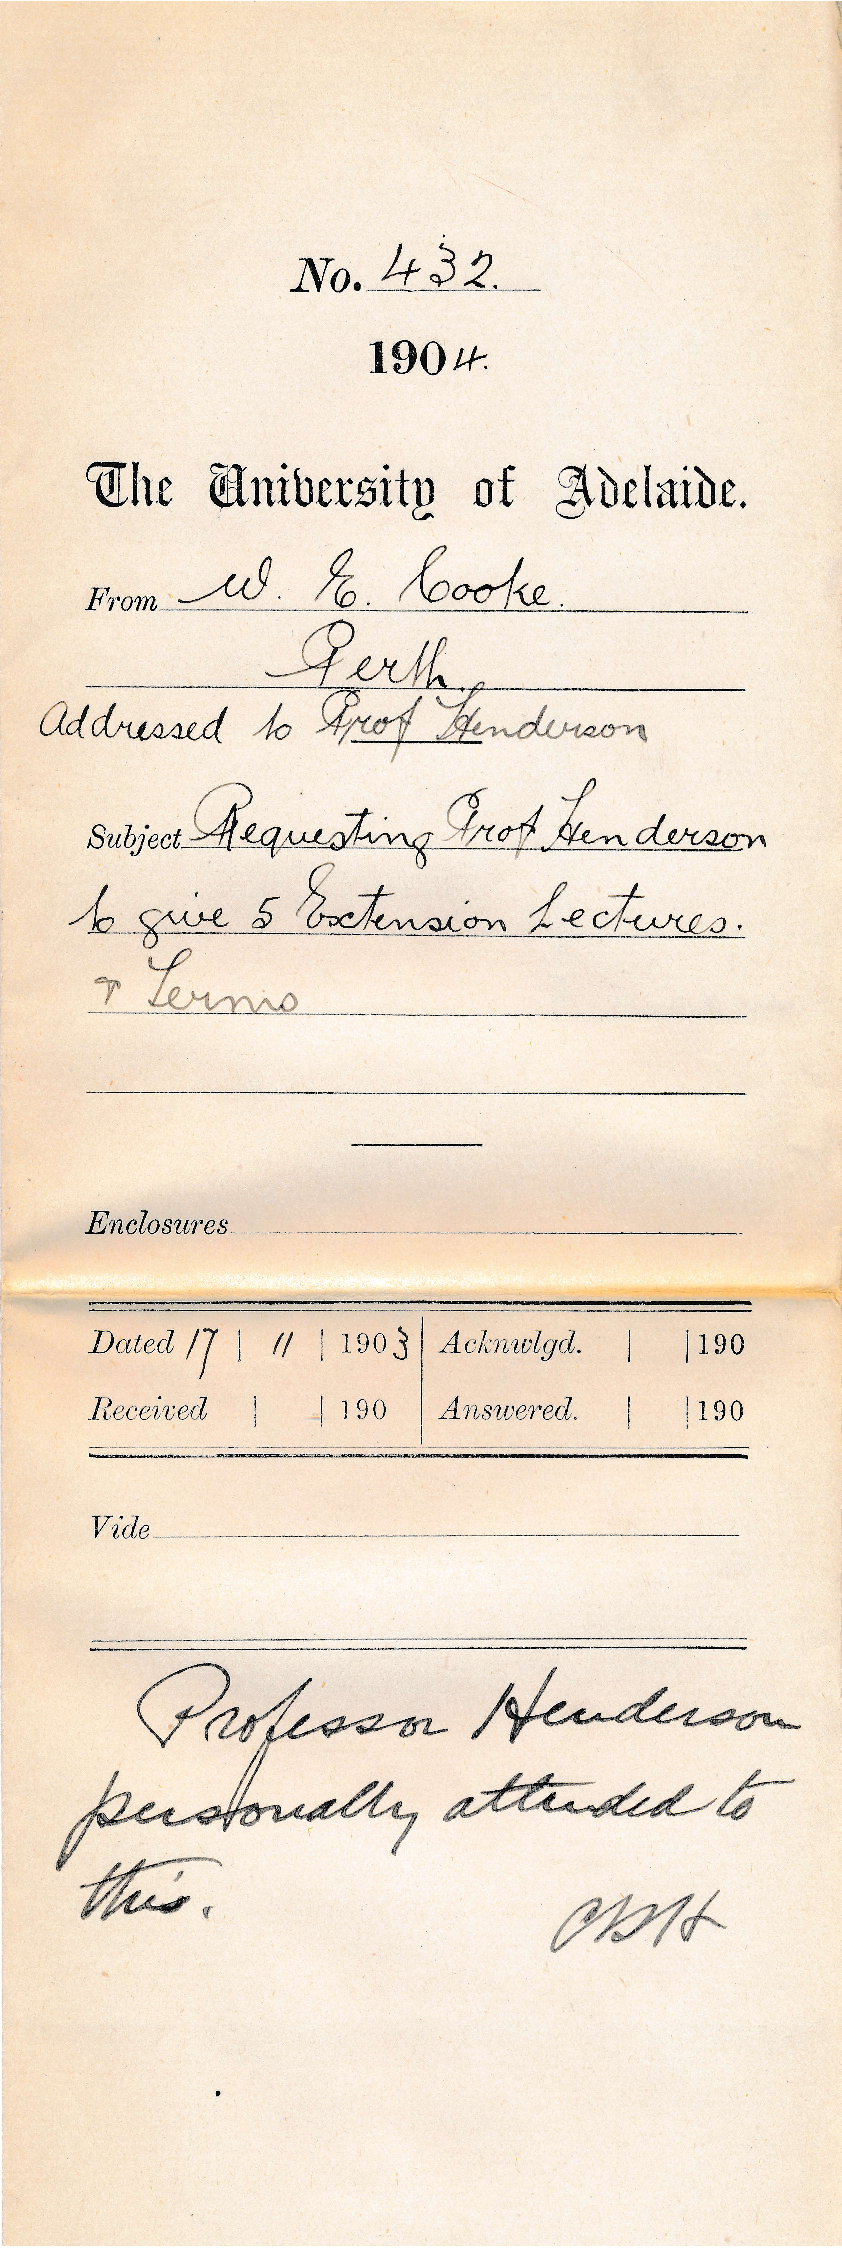 No. 432.
1904.
The University of Adelaide.
From W. E. Cooke.
Perth
Addressed to Prof Henderson
Subject Requesting Prof Henderson
to give 5 Extension Lectures.
& Terms
Enclosures
Dated 17 | 11 | 1903 | Acknwlgd. | | 190
Received | | 190 | Answered. | | 190
Vide
Professor Henderson
personally attended to
this.
CRH